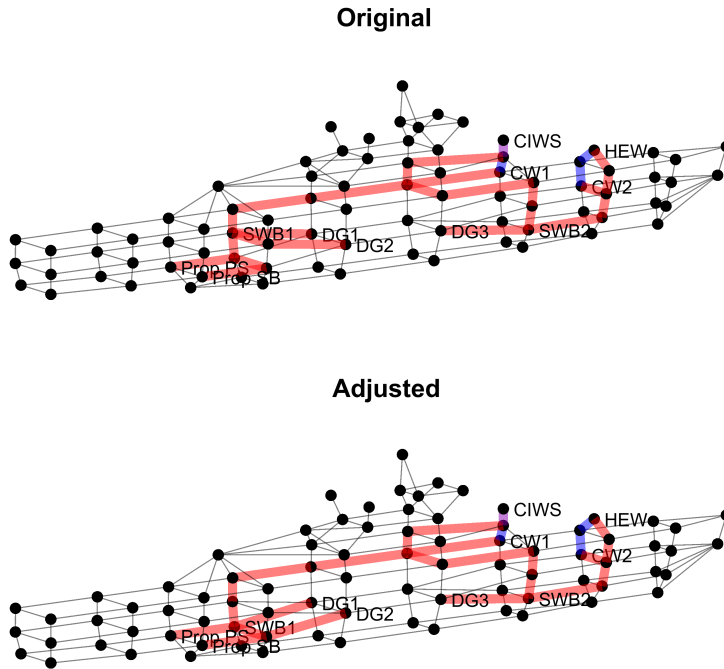 Original
CIWS
HEW
CW1
CW2
SWB1
DG1
DG2
DG3
SWB2
Prop PS
Prop SB
Adjusted
CIWS
HEW
CW1
CW2
DG1
DG3
SWB2
DG2
SWB1
Prop PS
Prop SB